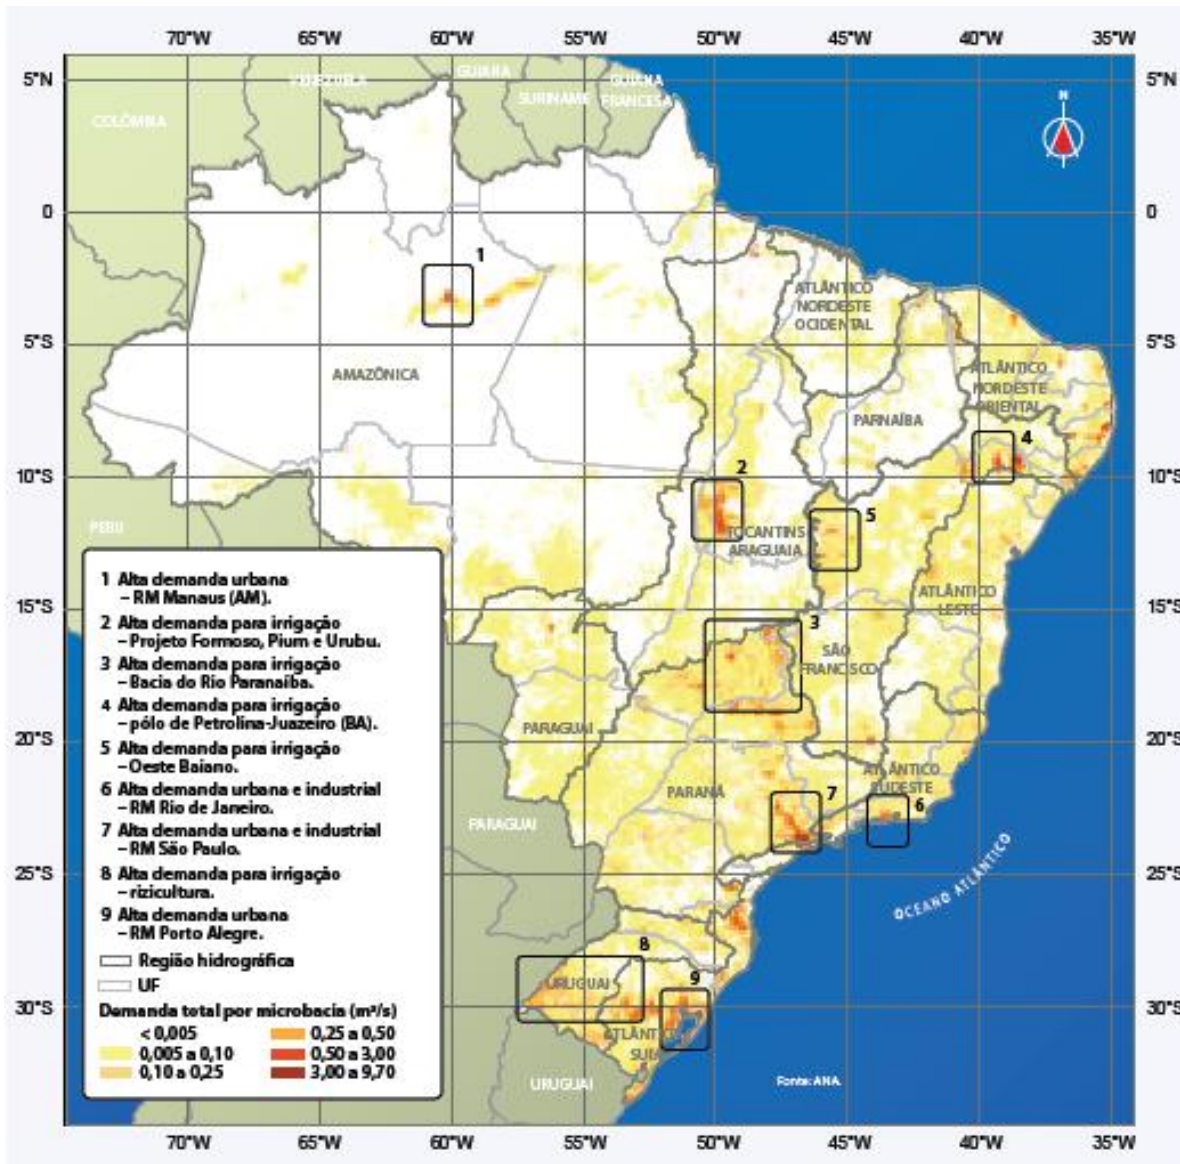 70°W 65°W 60°W 55°W 50°W 45°W 40°W 35°W
5°N 5°N
VENEZUELA
GUIANA
SURINAME
GUIANA
FRANCESA
COLÔMBIA
N
0 0
1
ATLÂNTICO
NORDESTE
OCIDENTAL
5°S 5°S
AMAZÔNICA
ATLÂNTICO
NORDESTE
ORIENTAL
PARNAÍBA
4
2
10°S 10°S
5
PERU
TOCANTINS
ARAGUAIA
ATLÂNTICO
LESTE
15°S 15°S
3
SÃO
FRANCISCO
PARAGUAI
20°S 20°S
ATLÂNTICO
SUDESTE
PARANÁ
7
6
PARAGUAI
OCEANO ATLÂNTICO
25°S 25°S
8
9
URUGUAI
30°S 30°S
ATLÂNTICO
SUL
URUGUAI
Fonte: ANA.
1 Alta demanda urbana
– RM Manaus (AM).
2 Alta demanda para irrigação
– Projeto Formoso, Pium e Urubu.
3 Alta demanda para irrigação
– Bacia do Rio Paranaíba.
4 Alta demanda para irrigação
– pólo de Petrolina-Juazeiro (BA).
5 Alta demanda para irrigação
– Oeste Baiano.
6 Alta demanda urbana e industrial
– RM Rio de Janeiro.
7 Alta demanda urbana e industrial
– RM São Paulo.
8 Alta demanda para irrigação
– rizicultura.
9 Alta demanda urbana
– RM Porto Alegre.
Região hidrográfica
UF
Demanda total por microbacia (m³/s)
< 0,005 0,25 a 0,50
0,005 a 0,10 0,50 a 3,00
0,10 a 0,25 3,00 a 9,70
70°W 65°W 60°W 55°W 50°W 45°W 40°W 35°W